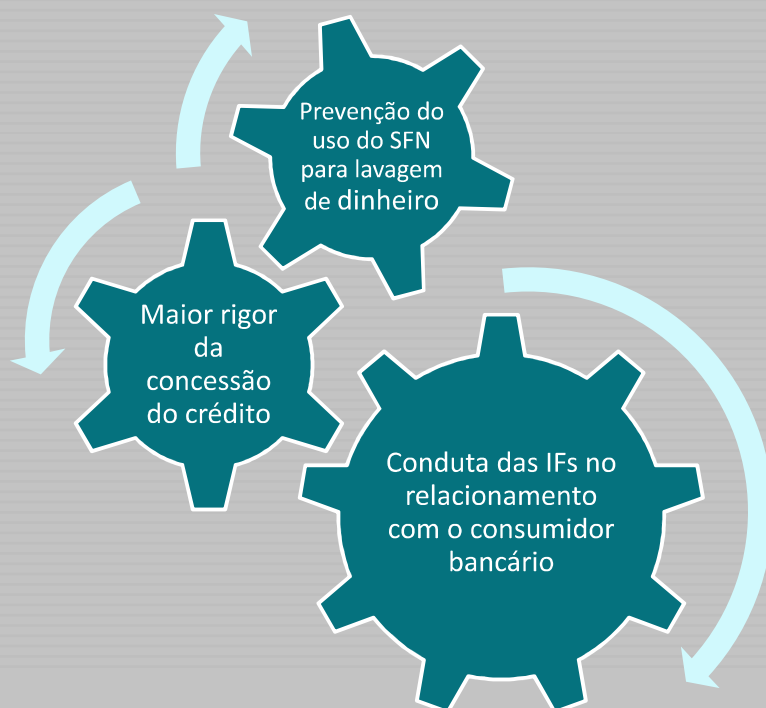 Prevenção do
uso do SFN
para lavagem
de dinheiro
Maior rigor
da
concessão
do crédito
Conduta das IFs no
relacionamento
com o consumidor
bancário